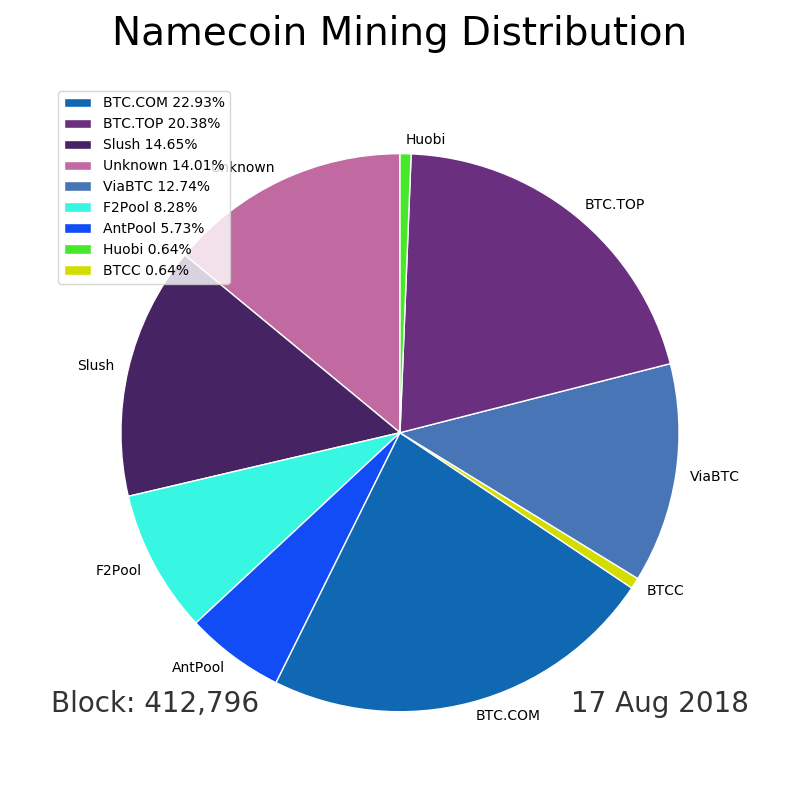 Namecoin Mining Distribution
BTC.COM 22.93%
BTC.TOP 20.38%
Slush 14.65%
Unknown 14.01%
ViaBTC 12.74%
F2Pool 8.28%
AntPool 5.73%
Huobi 0.64%
BTCC 0.64%
Huobi
Unknown
BTC.TOP
Slush
ViaBTC
F2Pool
BTCC
AntPool
BTC.COM
Block: 412,796
17 Aug 2018